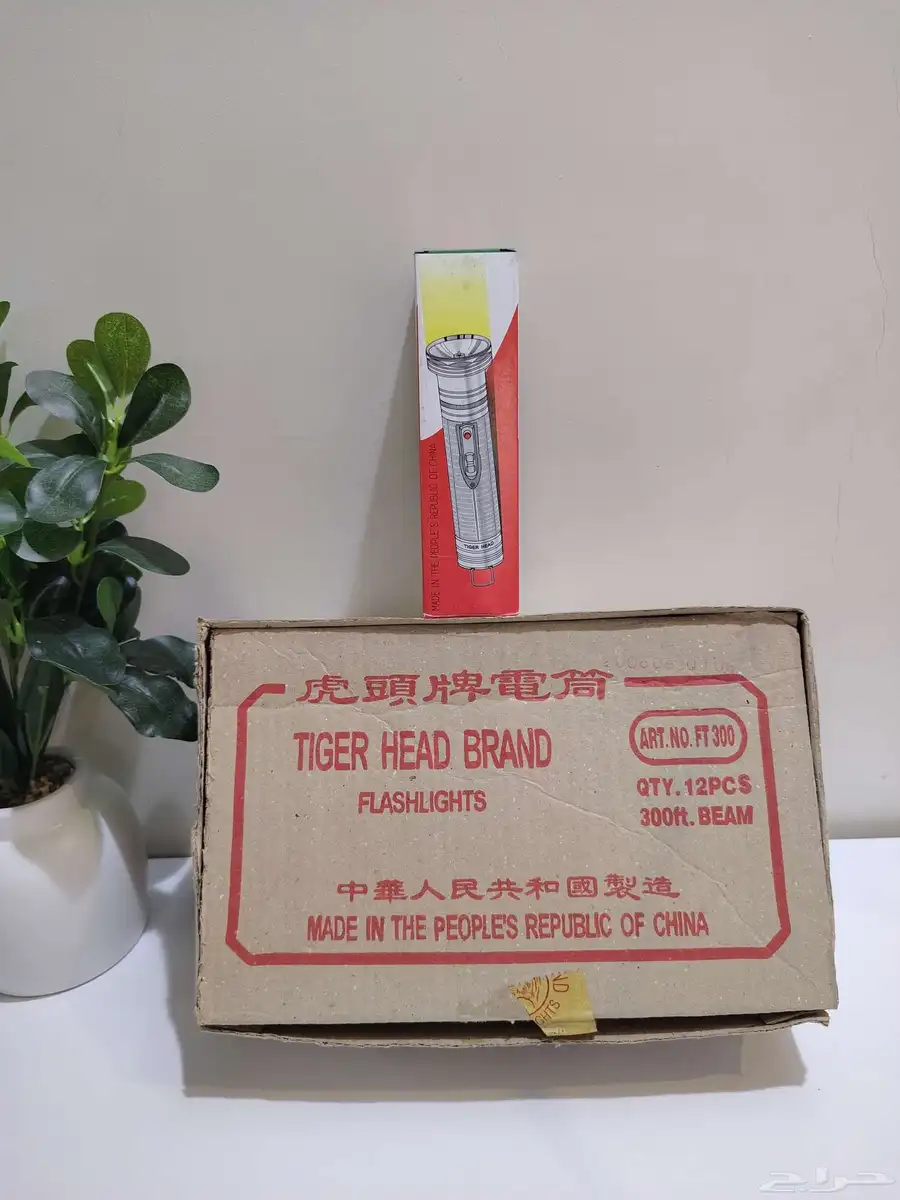 MADE IN THE PEOPLE'S REPUBLIC OF CHINA
TIGER HEAD
虎頭牌電筒
TIGER HEAD BRAND
FLASHLIGHTS
ART.NO. FT 300
QTY. 12PCS
300ft. BEAM
中華人民共和國製造
MADE IN THE PEOPLE'S REPUBLIC OF CHINA
حراج